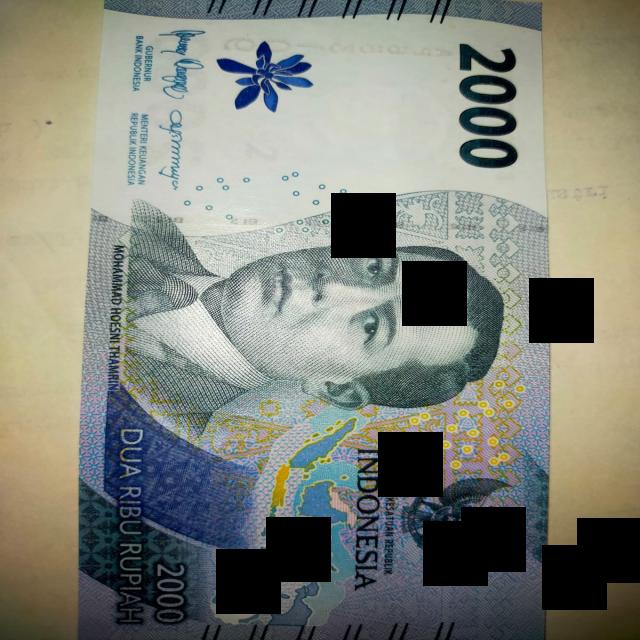 2000
GUBERNUR
BANK INDONESIA
MENTERI KEUANGAN
REPUBLIK INDONESIA
MOHAMMAD HOESNI THAMRIN
INDONESIA
DUA RIBU RUPIAH
2000